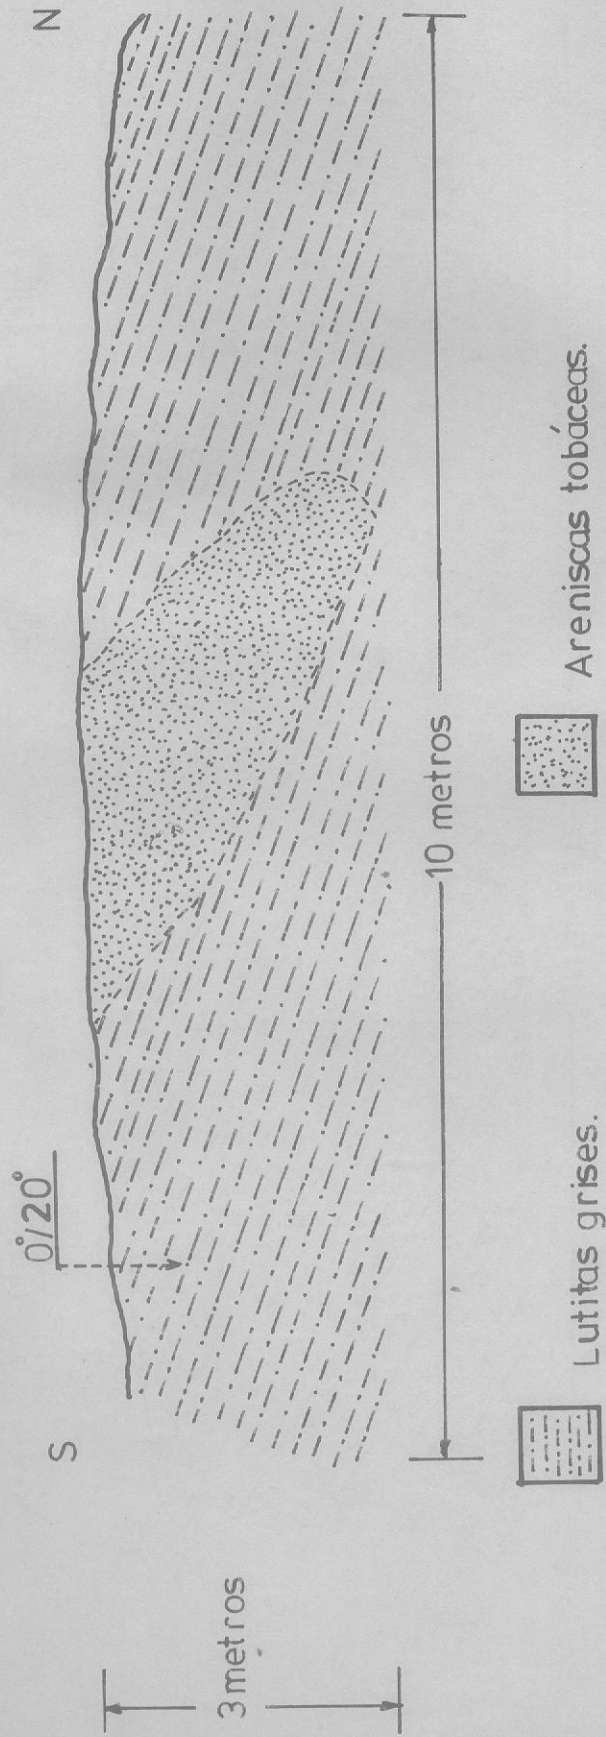 S
N
0°/20°
3 metros
10 metros
Lutitas grises.
Areniscas tobáceas.